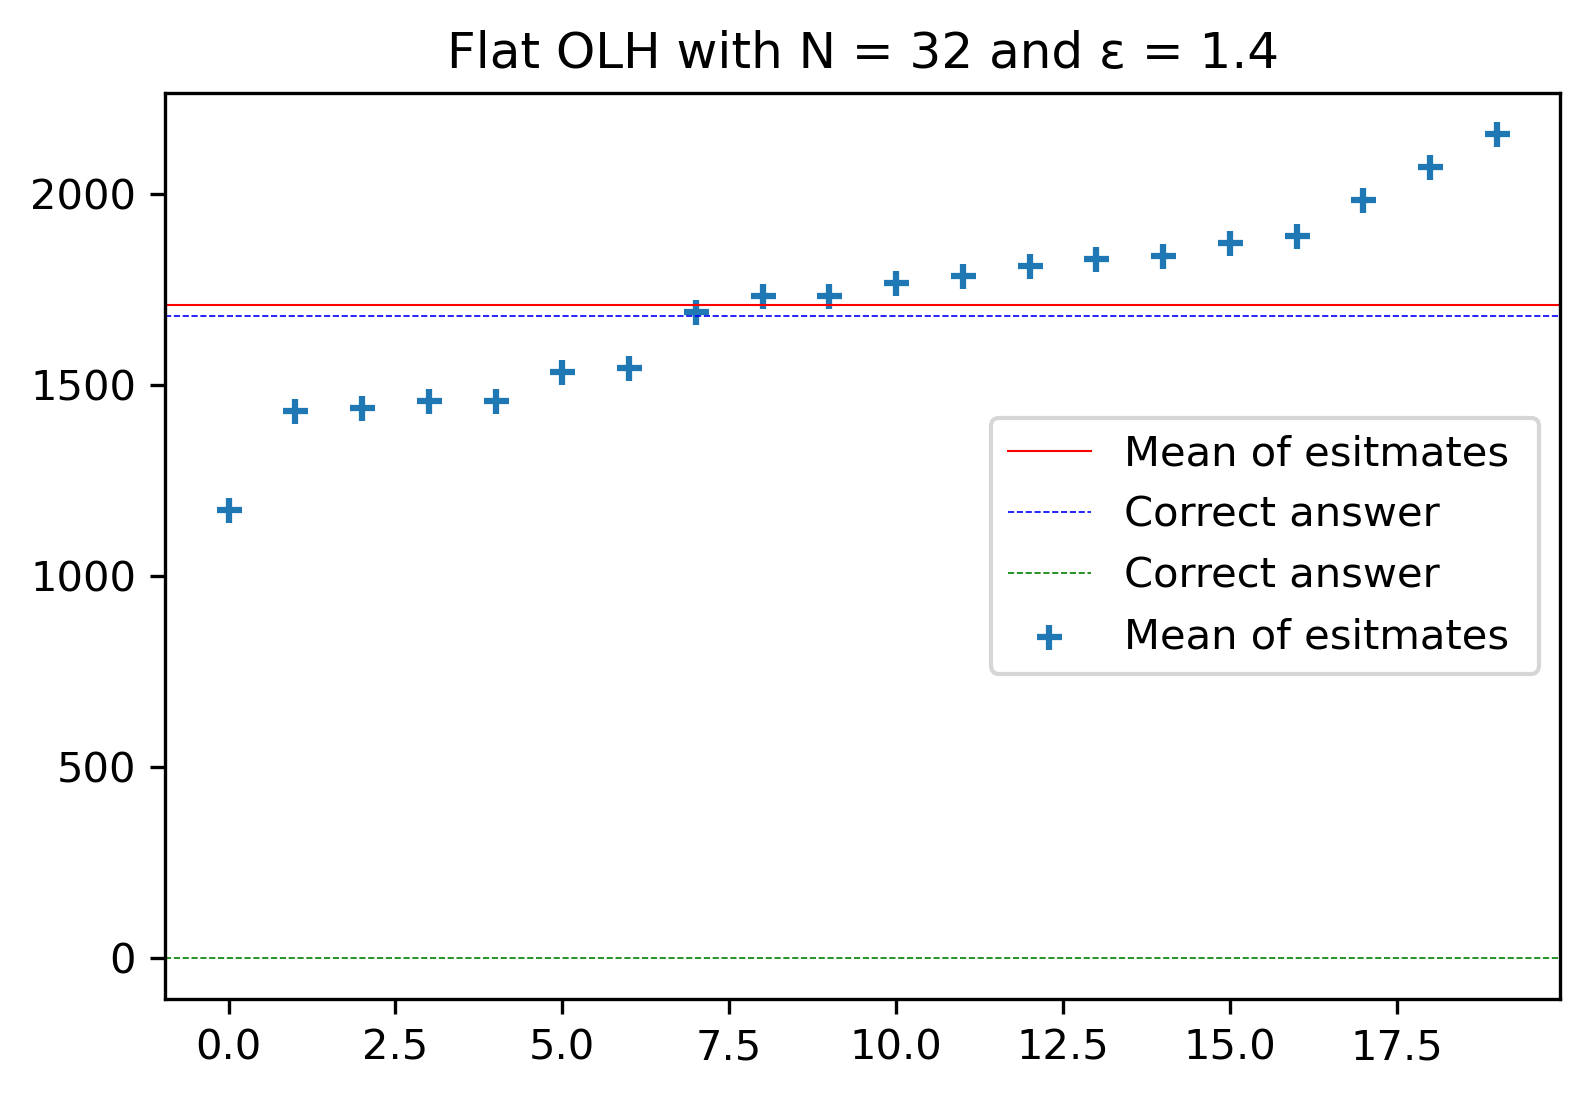 Flat OLH with N = 32 and ε = 1.4
2000
1500
1000
500
0
Mean of esitmates
Correct answer
Correct answer
Mean of esitmates
0.0 2.5 5.0 7.5 10.0 12.5 15.0 17.5